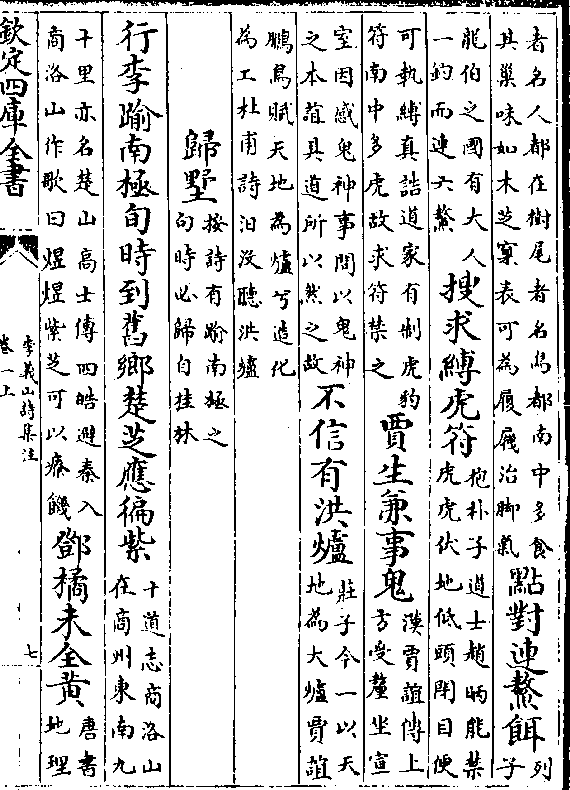 者名人都在樹尾者名鳥都南中多食
其巢味如木芝窠表可為履屧治脚氣
點對連鼇餌
列子
龍伯之國有大人
一釣而連六鼇
搜求縛虎符
抱朴子道士趙昞能禁
虎虎伏地低頭閉目便
可執縛真誥道家有制虎豹
符南中多虎故求符禁之
賈生兼事鬼
漢賈誼傳上
方受釐坐宣
室因感鬼神事問以鬼神
之本誼具道所以然之故
不信有洪爐
莊子今一以天
地為大爐賈誼
鵩鳥賦天地為爐兮造化
為工杜甫詩汩没聽洪爐
歸墅
按詩有踰南極之
句時必歸自桂林
行李踰南極旬時到舊鄉楚芝應徧紫
十道志商洛山
在商州東南九
十里亦名楚山高士傳四皓避秦入
商洛山作歌曰煜煜紫芝可以療饑
鄧橘未全黄
唐書
地理
欽定四庫全書
李義山詩集注
卷一上
七